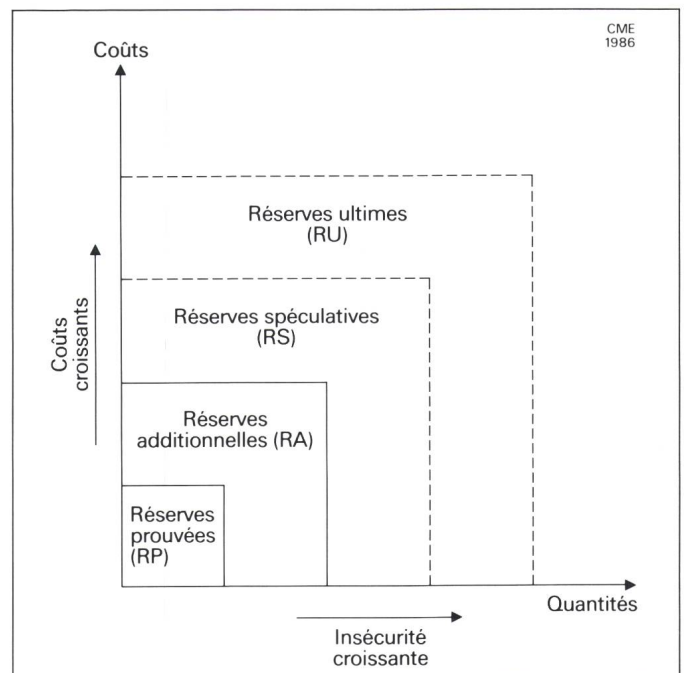 CME
1986
Coûts
Réserves ultimes
(RU)
Réserves spéculatives
(RS)
Coûts
croissants
Réserves
additionnelles (RA)
Réserves
prouvées
(RP)
Quantités
Insécurité
croissante